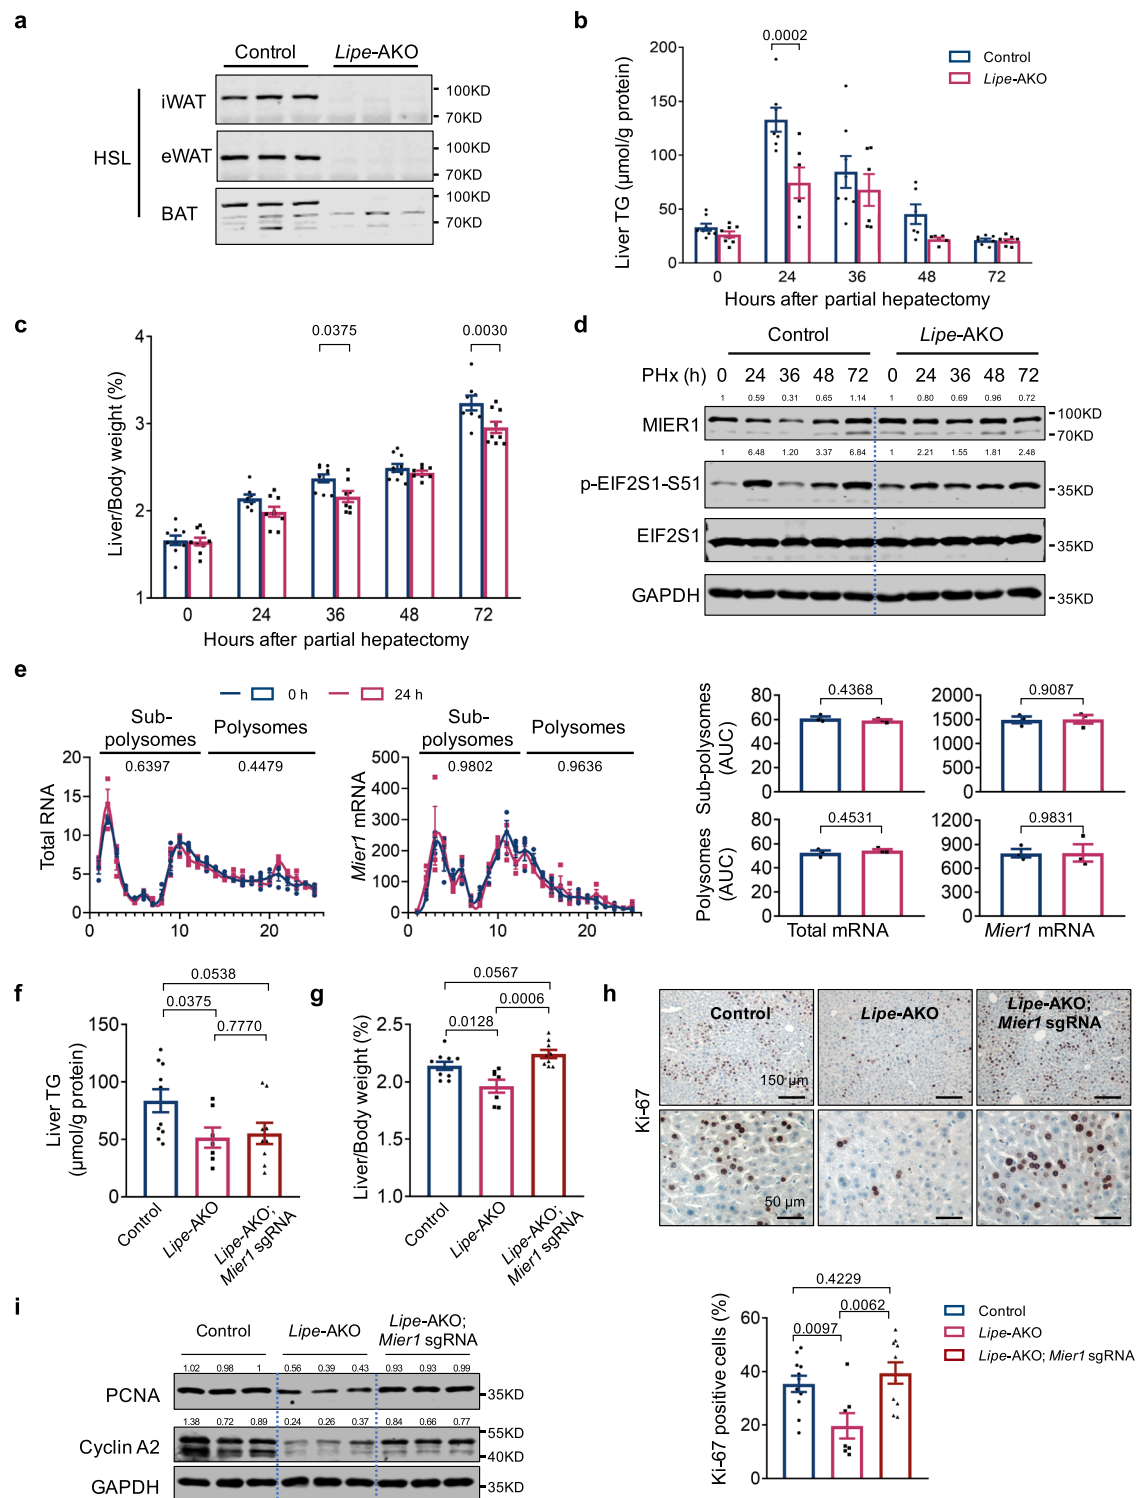 a
Control Lipe-AKO
HSL
iWAT
100KD
70KD
eWAT
100KD
70KD
BAT
100KD
70KD
b
0.0002
Control
Lipe-AKO
Liver TG (µmol/g protein)
200
150
100
50
0
0 24 36 48 72
Hours after partial hepatectomy
c
0.0375
0.0030
Liver/Body weight (%)
4
3
2
1
0 24 36 48 72
Hours after partial hepatectomy
d
Control Lipe-AKO
PHx (h) 0 24 36 48 72 0 24 36 48 72
1 0.59 0.31 0.65 1.14 1 0.80 0.69 0.96 0.72
MIER1
100KD
70KD
1 6.48 1.20 3.37 6.84 1 2.21 1.55 1.81 2.48
p-EIF2S1-S51
35KD
EIF2S1
35KD
GAPDH
35KD
e
0 h 24 h
Sub-polysomes Polysomes
0.6397 0.4479
Total RNA
20
15
10
5
0
0 10 20
Sub-polysomes Polysomes
0.9802 0.9636
Mier1 mRNA
500
400
300
200
100
0
0 10 20
Sub-polysomes (AUC)
0.4368
80
60
40
20
0
0.9087
2000
1500
1000
500
0
Polysomes (AUC)
0.4531
80
60
40
20
0
Total mRNA
0.9831
1200
900
600
300
0
Mier1 mRNA
f
0.0538
0.0375
0.7770
Liver TG (µmol/g protein)
150
100
50
0
Control
Lipe-AKO
Lipe-AKO; Mier1 sgRNA
g
0.0567
0.0006
0.0128
Liver/Body weight (%)
2.5
2.0
1.5
1.0
Control
Lipe-AKO
Lipe-AKO; Mier1 sgRNA
h
Ki-67
Control
Lipe-AKO
Lipe-AKO;
Mier1 sgRNA
150 µm
50 µm
0.4229
0.0062
0.0097
Ki-67 positive cells (%)
60
40
20
0
Control
Lipe-AKO
Lipe-AKO; Mier1 sgRNA
i
Control Lipe-AKO Lipe-AKO;
Mier1 sgRNA
1.02 0.98 1 0.56 0.39 0.43 0.93 0.93 0.99
PCNA
35KD
1.38 0.72 0.89 0.24 0.26 0.37 0.84 0.66 0.77
Cyclin A2
55KD
40KD
GAPDH
35KD